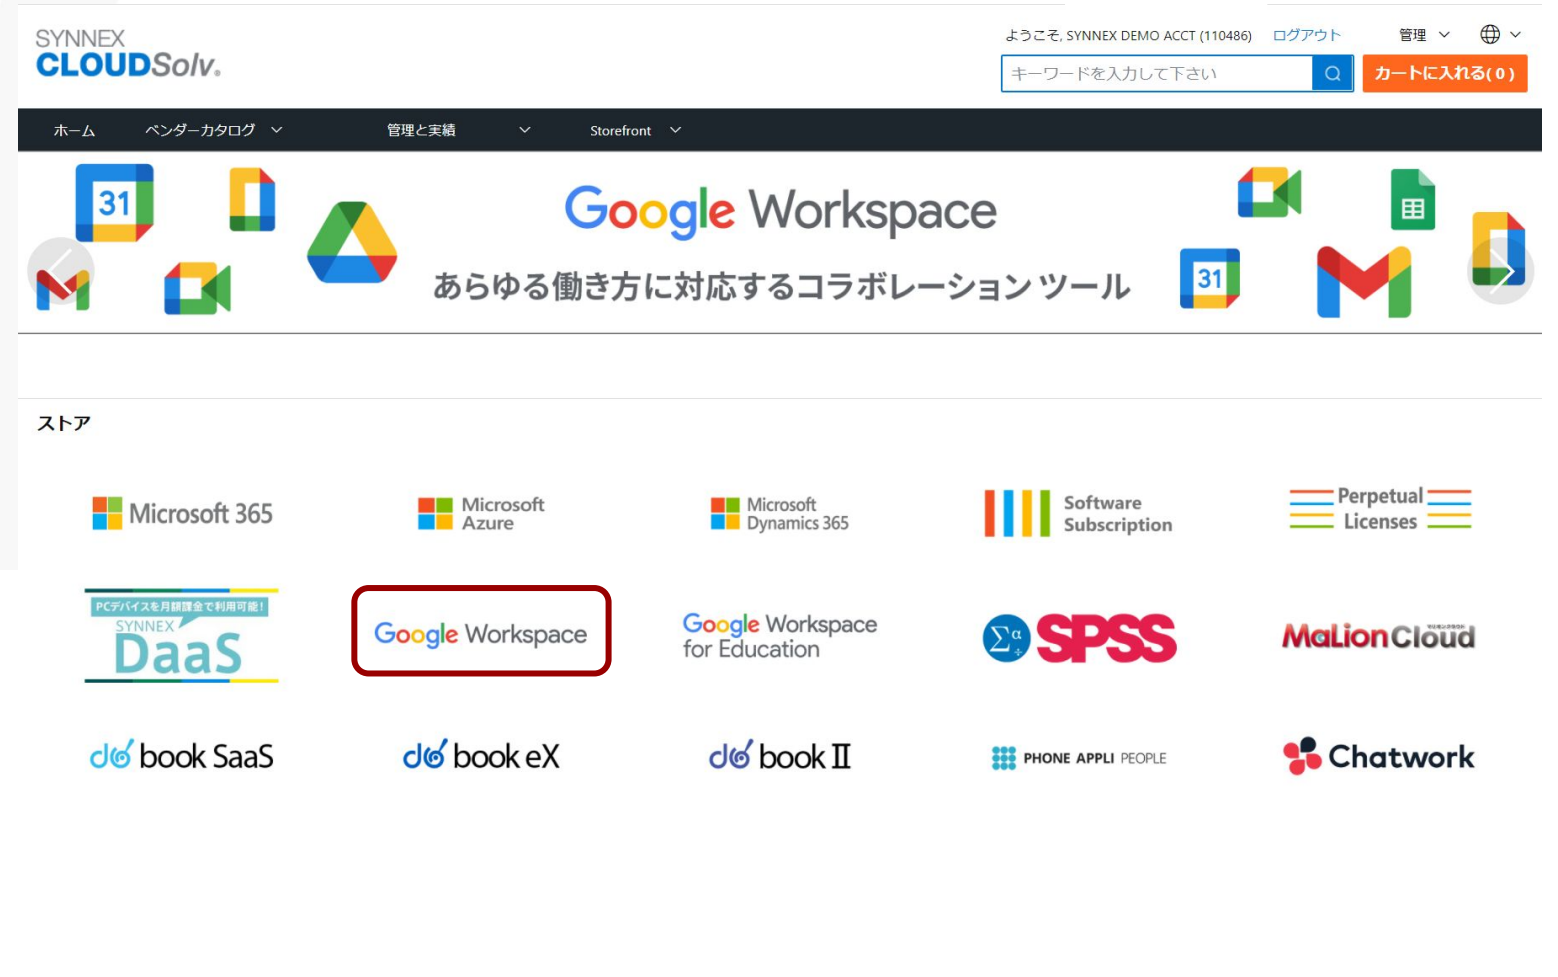 SYNNEX
CLOUDSolv.
ようこそ, SYNNEX DEMO ACCT (110486) ログアウト 管理
キーワードを入力して下さい
カートに入れる( 0 )
ホーム ベンダーカタログ 管理と実績 Storefront
31
Google Workspace
あらゆる働き方に対応するコラボレーション ツール
31
ストア
Microsoft 365
Microsoft
Azure
Microsoft
Dynamics 365
Software
Subscription
Perpetual
Licenses
PCデバイスを月額課金で利用可能!
SYNNEX
DaaS
Google Workspace
Google Workspace
for Education
Σα÷ SPSS
MaLion Cloud
do book SaaS
do book eX
do book II
PHONE APPLI PEOPLE
Chatwork